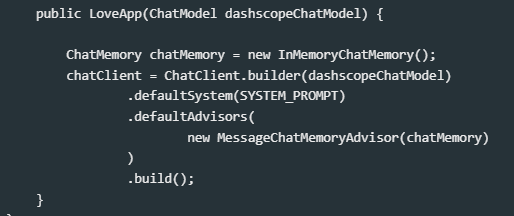 public LoveApp(ChatModel dashscopeChatModel) {
ChatMemory chatMemory = new InMemoryChatMemory();
chatClient = ChatClient.builder(dashscopeChatModel)
.defaultSystem(SYSTEM_PROMPT)
.defaultAdvisors(
new MessageChatMemoryAdvisor(chatMemory)
)
.build();
}